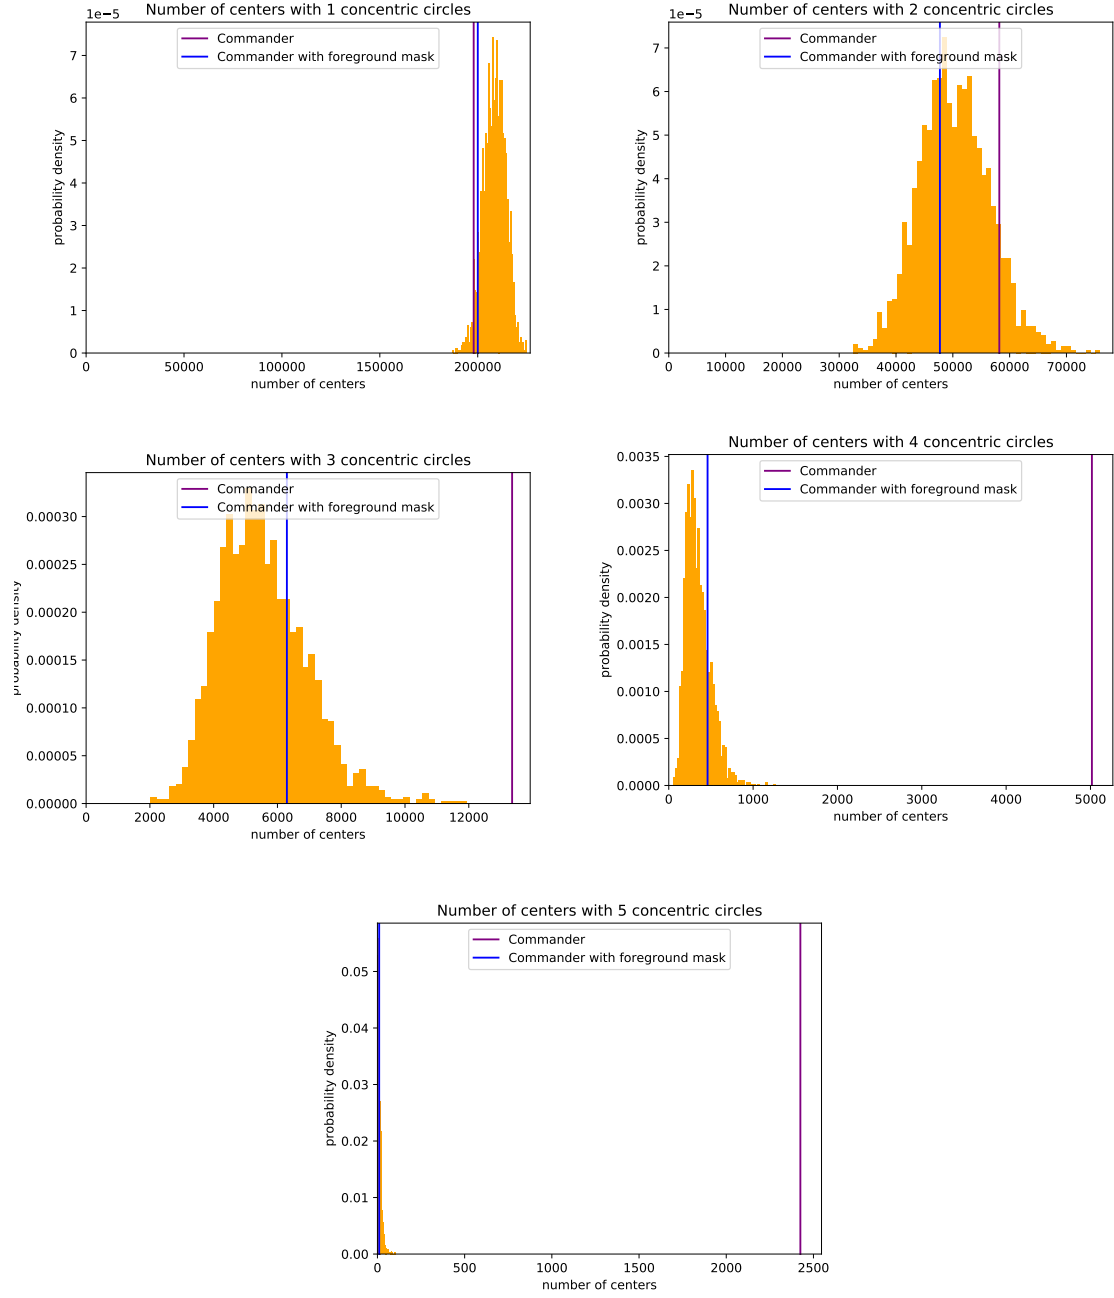 Number of centers with 1 concentric circles
1e−5
Commander
Commander with foreground mask
probability density
7
6
5
4
3
2
1
0
0 50000 100000 150000 200000
number of centers
Number of centers with 2 concentric circles
1e−5
Commander
Commander with foreground mask
probability density
7
6
5
4
3
2
1
0
0 10000 20000 30000 40000 50000 60000 70000
number of centers
Number of centers with 3 concentric circles
Commander
Commander with foreground mask
probability density
0.00030
0.00025
0.00020
0.00015
0.00010
0.00005
0.00000
0 2000 4000 6000 8000 10000 12000
number of centers
Number of centers with 4 concentric circles
Commander
Commander with foreground mask
probability density
0.0035
0.0030
0.0025
0.0020
0.0015
0.0010
0.0005
0.0000
0 1000 2000 3000 4000 5000
number of centers
Number of centers with 5 concentric circles
Commander
Commander with foreground mask
probability density
0.05
0.04
0.03
0.02
0.01
0.00
0 500 1000 1500 2000 2500
number of centers